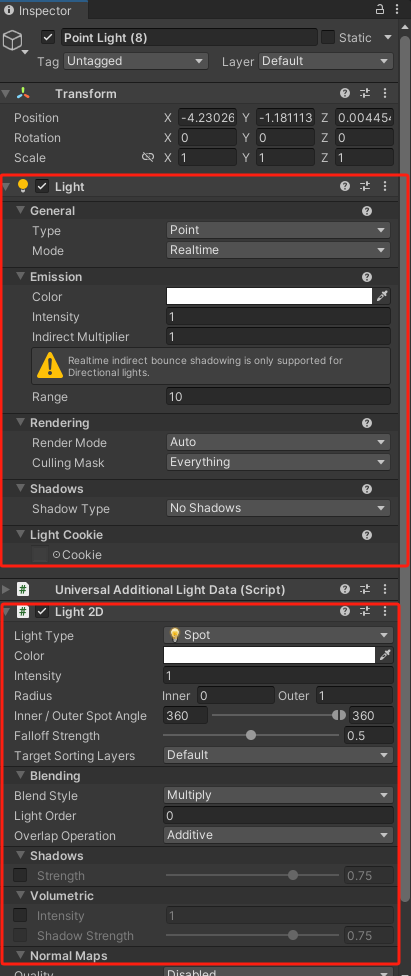 Inspector
Point Light (8) Static
Tag Untagged Layer Default
Transform
Position X -4.23026 Y -1.181113 Z 0.004454
Rotation X 0 Y 0 Z 0
Scale X 1 Y 1 Z 1
Light
General
Type Point
Mode Realtime
Emission
Color
Intensity 1
Indirect Multiplier 1
Realtime indirect bounce shadowing is only supported for
Directional lights.
Range 10
Rendering
Render Mode Auto
Culling Mask Everything
Shadows
Shadow Type No Shadows
Light Cookie
Cookie
# Universal Additional Light Data (Script)
# Light 2D
Light Type Spot
Color
Intensity 1
Radius Inner 0 Outer 1
Inner / Outer Spot Angle 360 360
Falloff Strength 0.5
Target Sorting Layers Default
Blending
Blend Style Multiply
Light Order 0
Overlap Operation Additive
Shadows
Strength 0.75
Volumetric
Intensity 1
Shadow Strength 0.75
Normal Maps
Quality Disabled